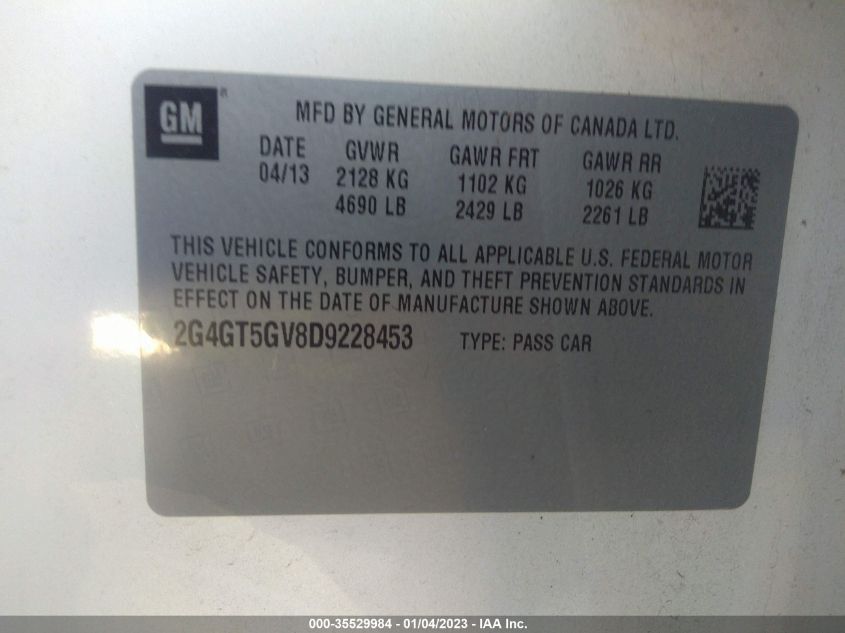 GM ®
MFD BY GENERAL MOTORS OF CANADA LTD.
DATE GVWR GAWR FRT GAWR RR
04/13 2128 KG 1102 KG 1026 KG
4690 LB 2429 LB 2261 LB
THIS VEHICLE CONFORMS TO ALL APPLICABLE U.S. FEDERAL MOTOR
VEHICLE SAFETY, BUMPER, AND THEFT PREVENTION STANDARDS IN
EFFECT ON THE DATE OF MANUFACTURE SHOWN ABOVE.
2G4GT5GV8D9228453 TYPE: PASS CAR
000-35529984 - 01/04/2023 - IAA Inc.